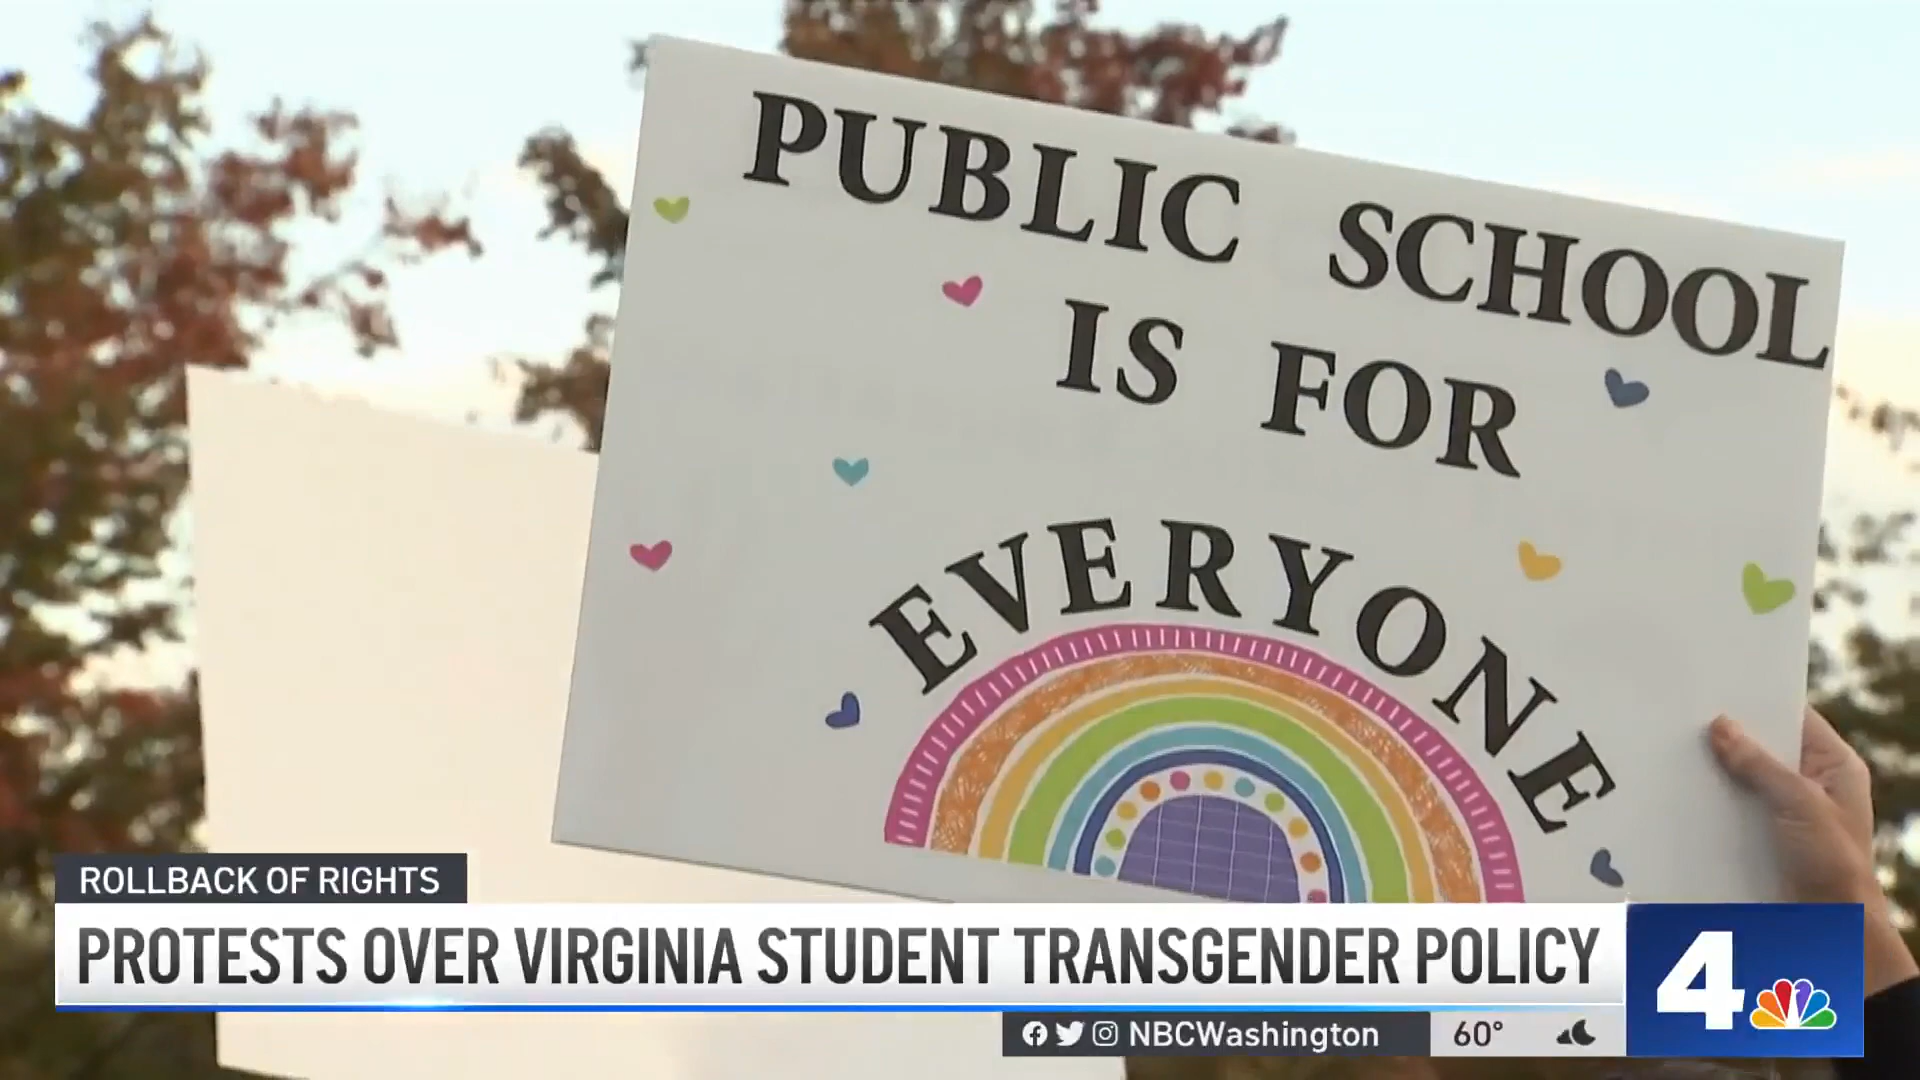 PUBLIC SCHOOL
IS FOR
EVERYONE
ROLLBACK OF RIGHTS
PROTESTS OVER VIRGINIA STUDENT TRANSGENDER POLICY
4
NBCWashington
60°